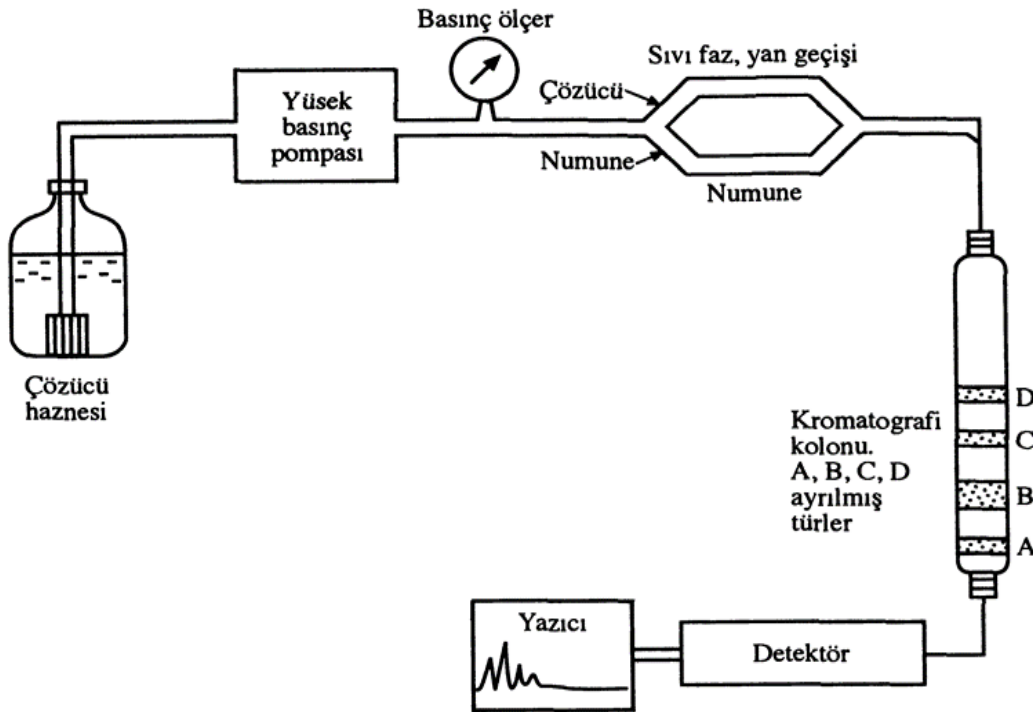 Basınç ölçer
Sıvı faz, yan geçişi
Çözücü
Yüsek
basınç
pompası
Numune
Numune
Çözücü
haznesi
D
Kromatografi
kolonu.
C
A, B, C, D
ayrılmış
B
türler
A
Yazıcı
Detektör